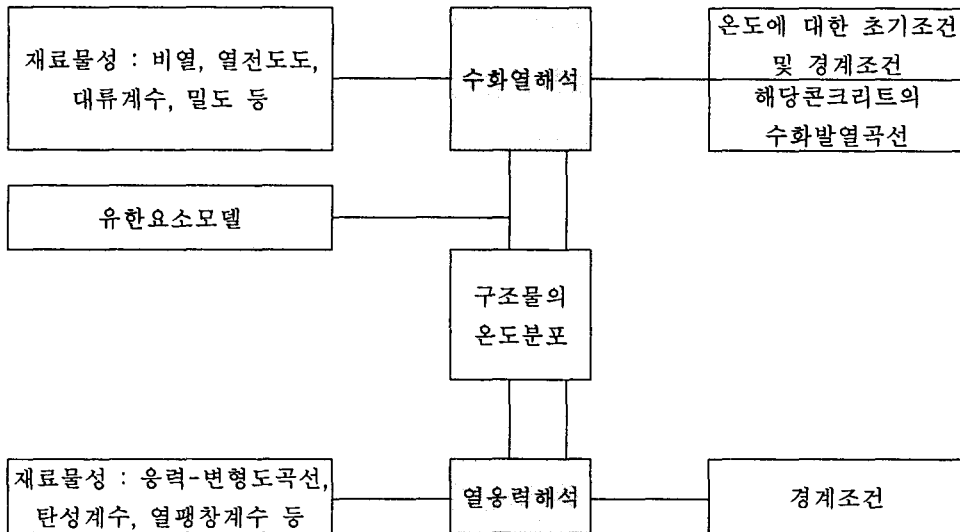 재료물성 : 비열, 열전도도,
대류계수, 밀도 등
수화열해석
온도에 대한 초기조건
및 경계조건
해당콘크리트의
수화발열곡선
유한요소모델
구조물의
온도분포
재료물성 : 응력-변형도곡선,
탄성계수, 열팽창계수 등
열응력해석
경계조건